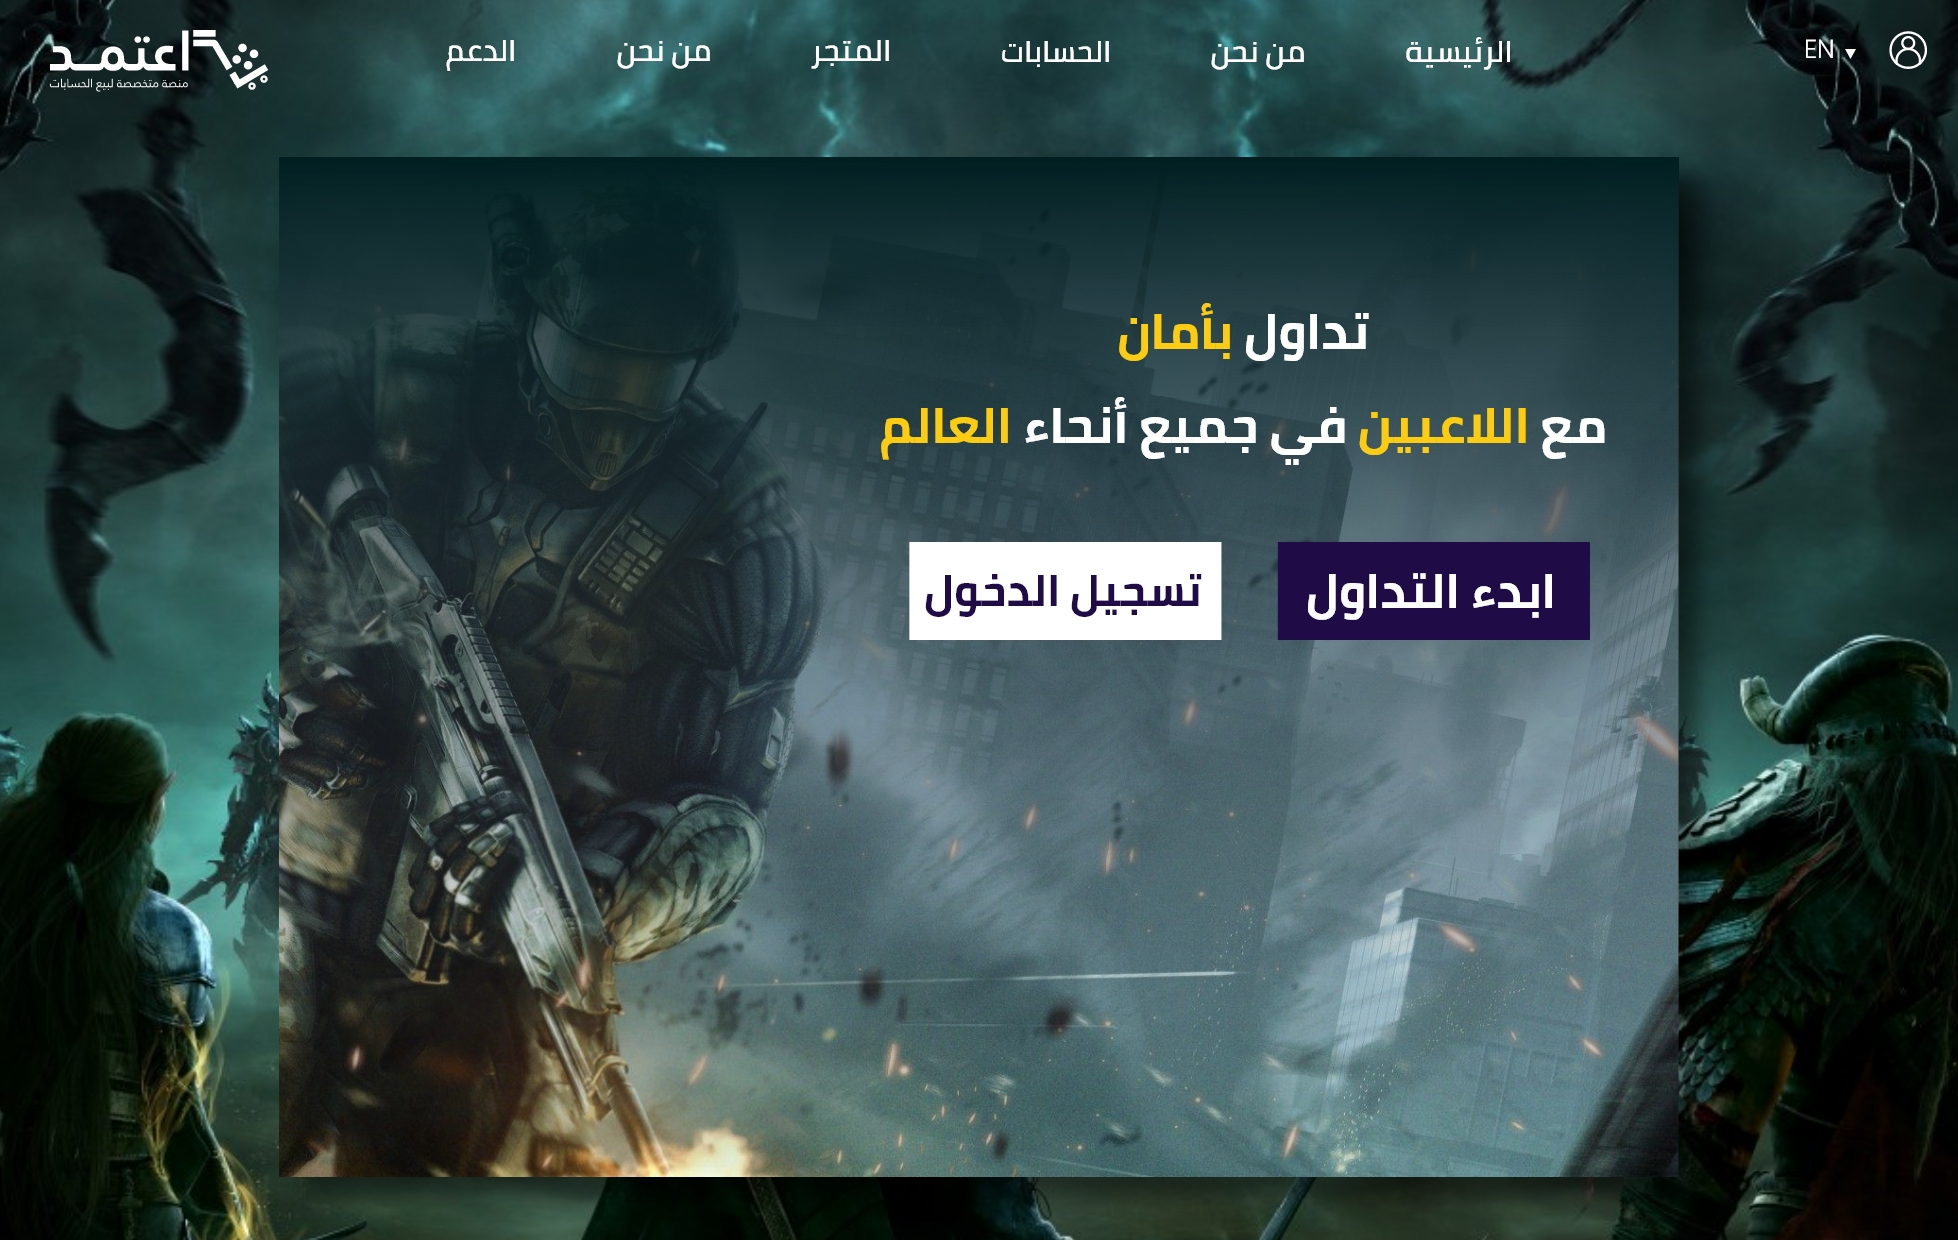 اعتمـد
منصة متخصصة لبيع الحسابات
EN
الرئيسية
من نحن
الحسابات
المتجر
من نحن
الدعم
تداول بأمان
مع اللاعبين في جميع أنحاء العالم
ابدء التداول
تسجيل الدخول